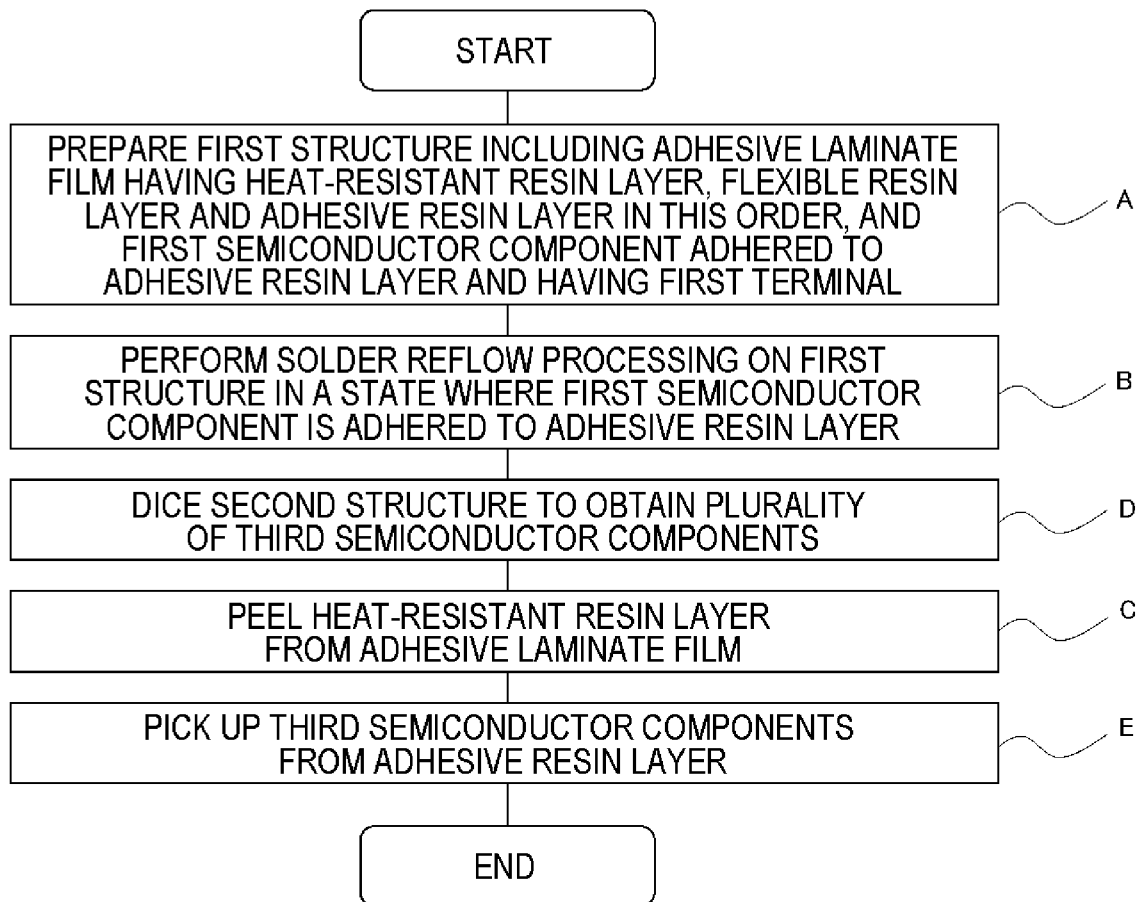 START
PREPARE FIRST STRUCTURE INCLUDING ADHESIVE LAMINATE
FILM HAVING HEAT-RESISTANT RESIN LAYER, FLEXIBLE RESIN
LAYER AND ADHESIVE RESIN LAYER IN THIS ORDER, AND
FIRST SEMICONDUCTOR COMPONENT ADHERED TO
ADHESIVE RESIN LAYER AND HAVING FIRST TERMINAL
A
PERFORM SOLDER REFLOW PROCESSING ON FIRST
STRUCTURE IN A STATE WHERE FIRST SEMICONDUCTOR
COMPONENT IS ADHERED TO ADHESIVE RESIN LAYER
B
DICE SECOND STRUCTURE TO OBTAIN PLURALITY
OF THIRD SEMICONDUCTOR COMPONENTS
D
PEEL HEAT-RESISTANT RESIN LAYER
FROM ADHESIVE LAMINATE FILM
C
PICK UP THIRD SEMICONDUCTOR COMPONENTS
FROM ADHESIVE RESIN LAYER
E
END